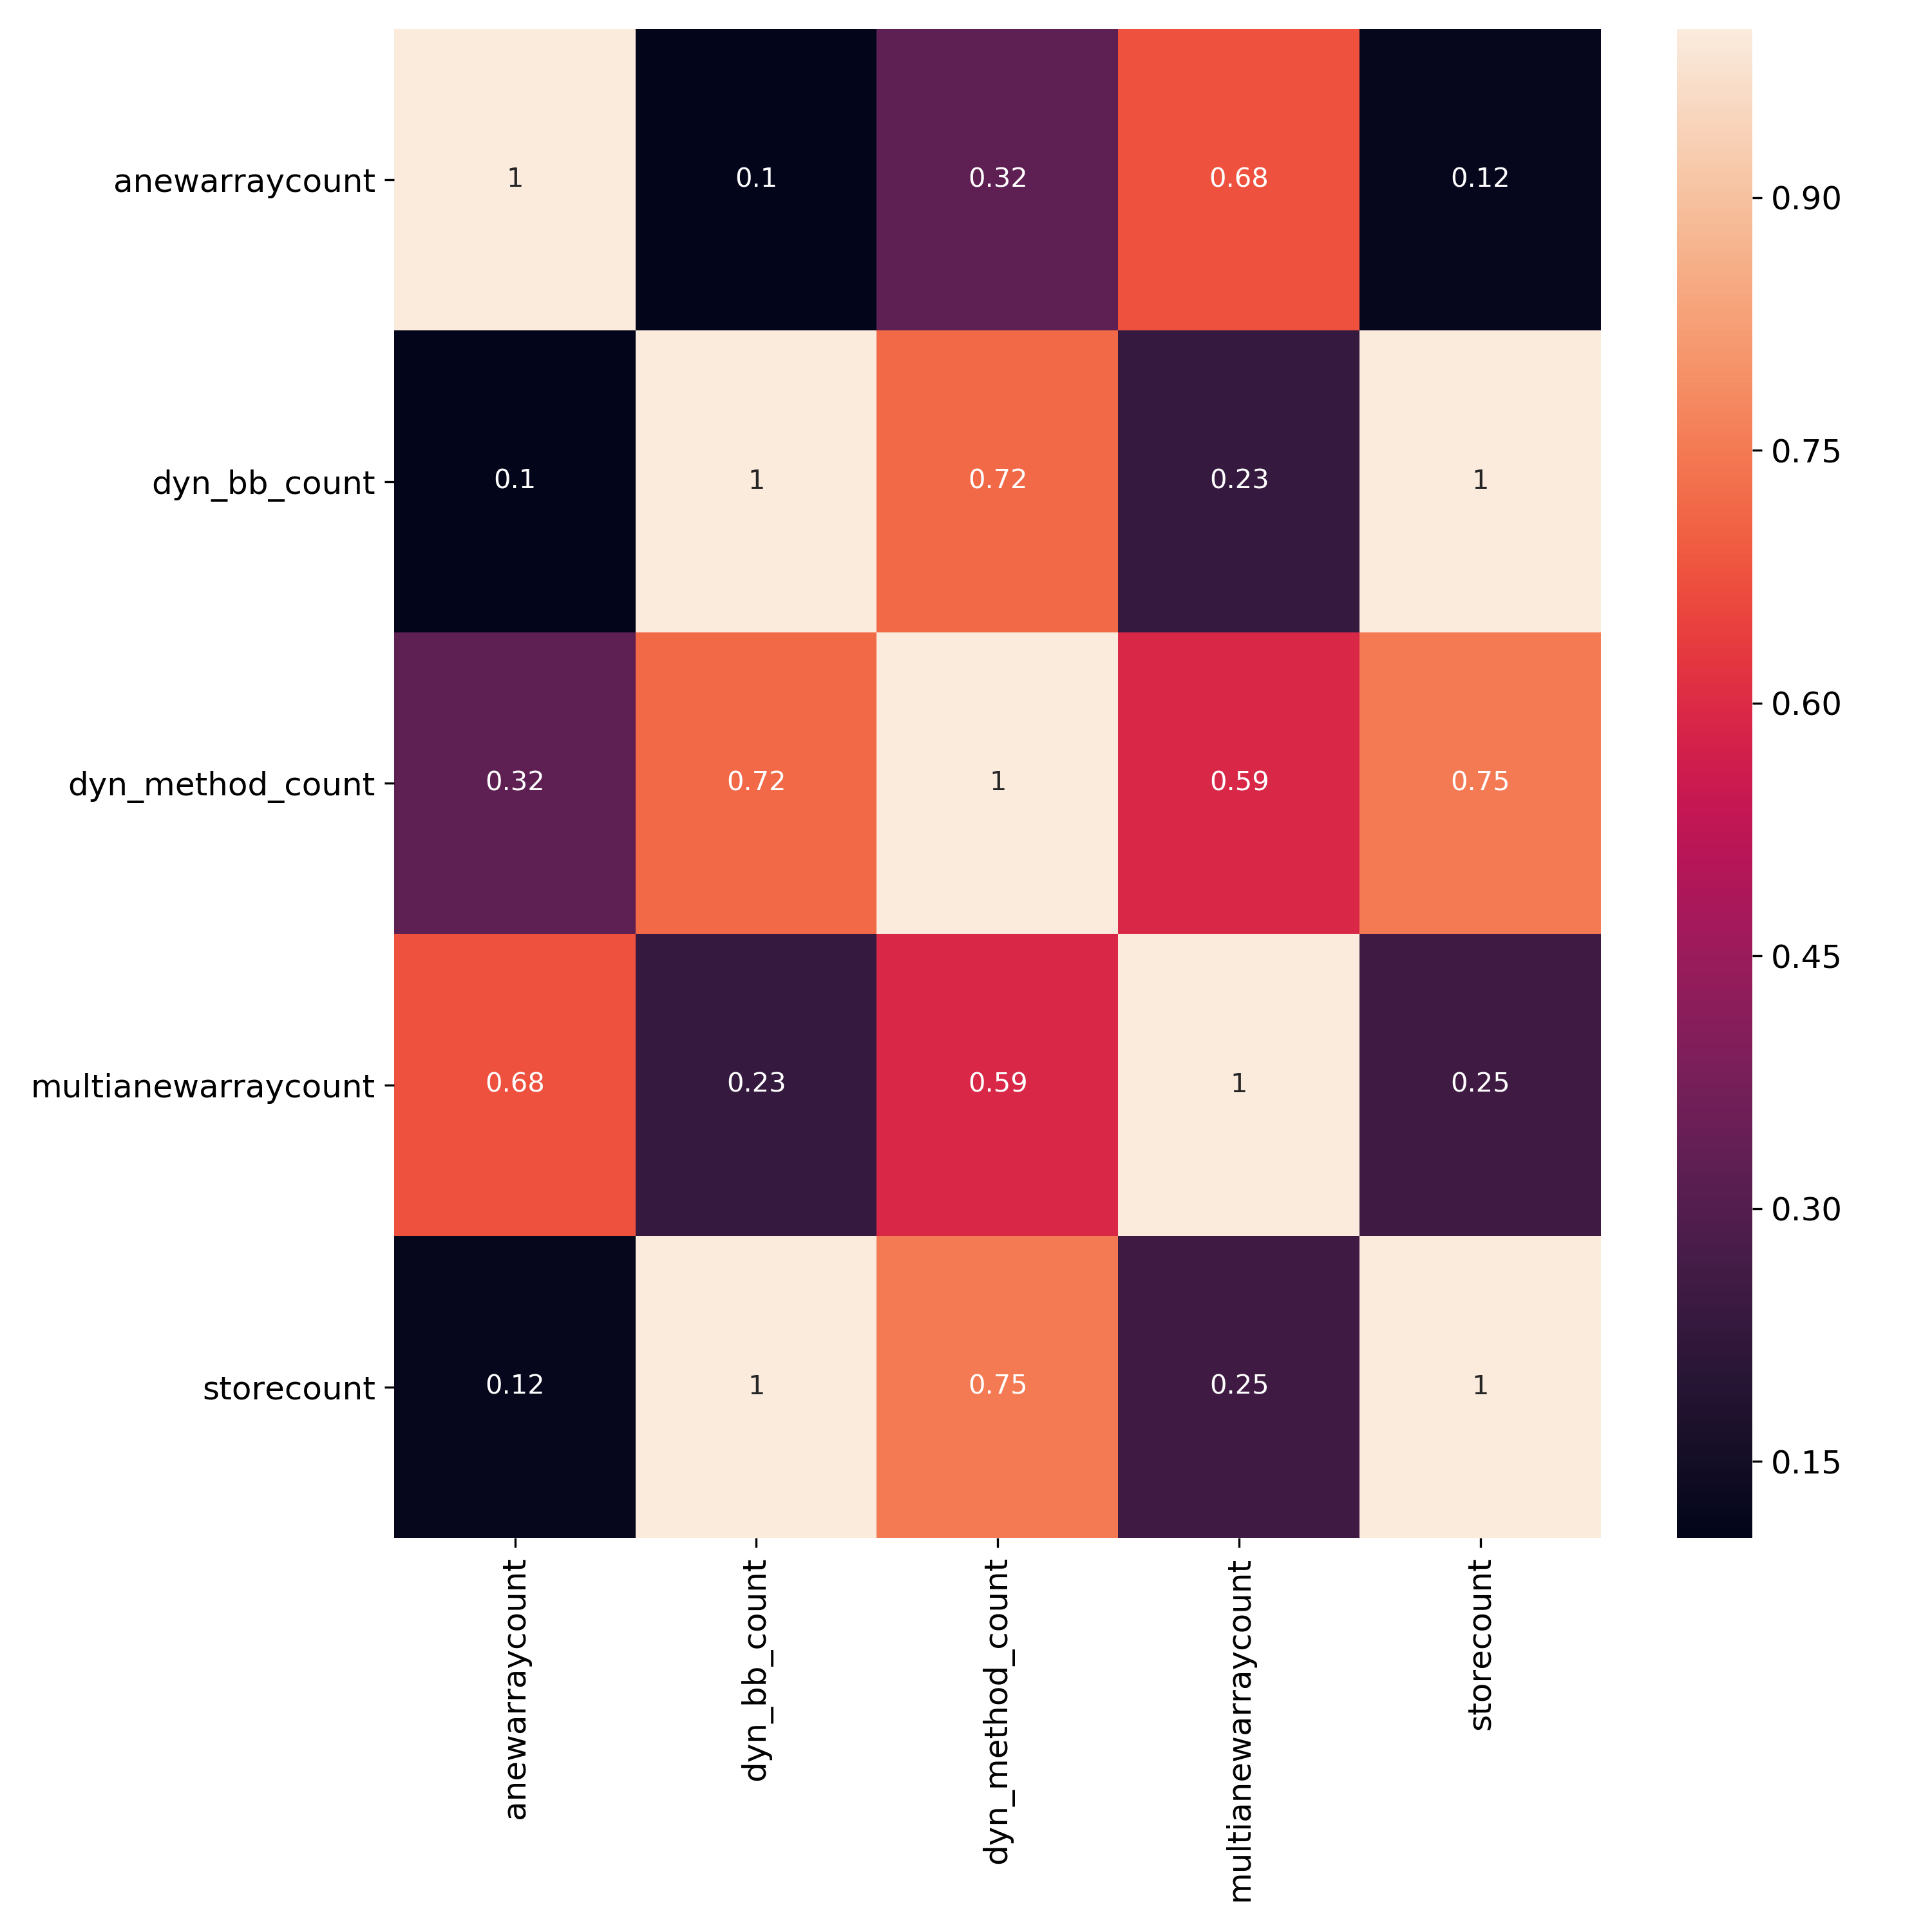 anewarraycount 1 0.1 0.32 0.68 0.12
dyn_bb_count 0.1 1 0.72 0.23 1
dyn_method_count 0.32 0.72 1 0.59 0.75
multianewarraycount 0.68 0.23 0.59 1 0.25
storecount 0.12 1 0.75 0.25 1
anewarraycount
dyn_bb_count
dyn_method_count
multianewarraycount
storecount
0.90
0.75
0.60
0.45
0.30
0.15